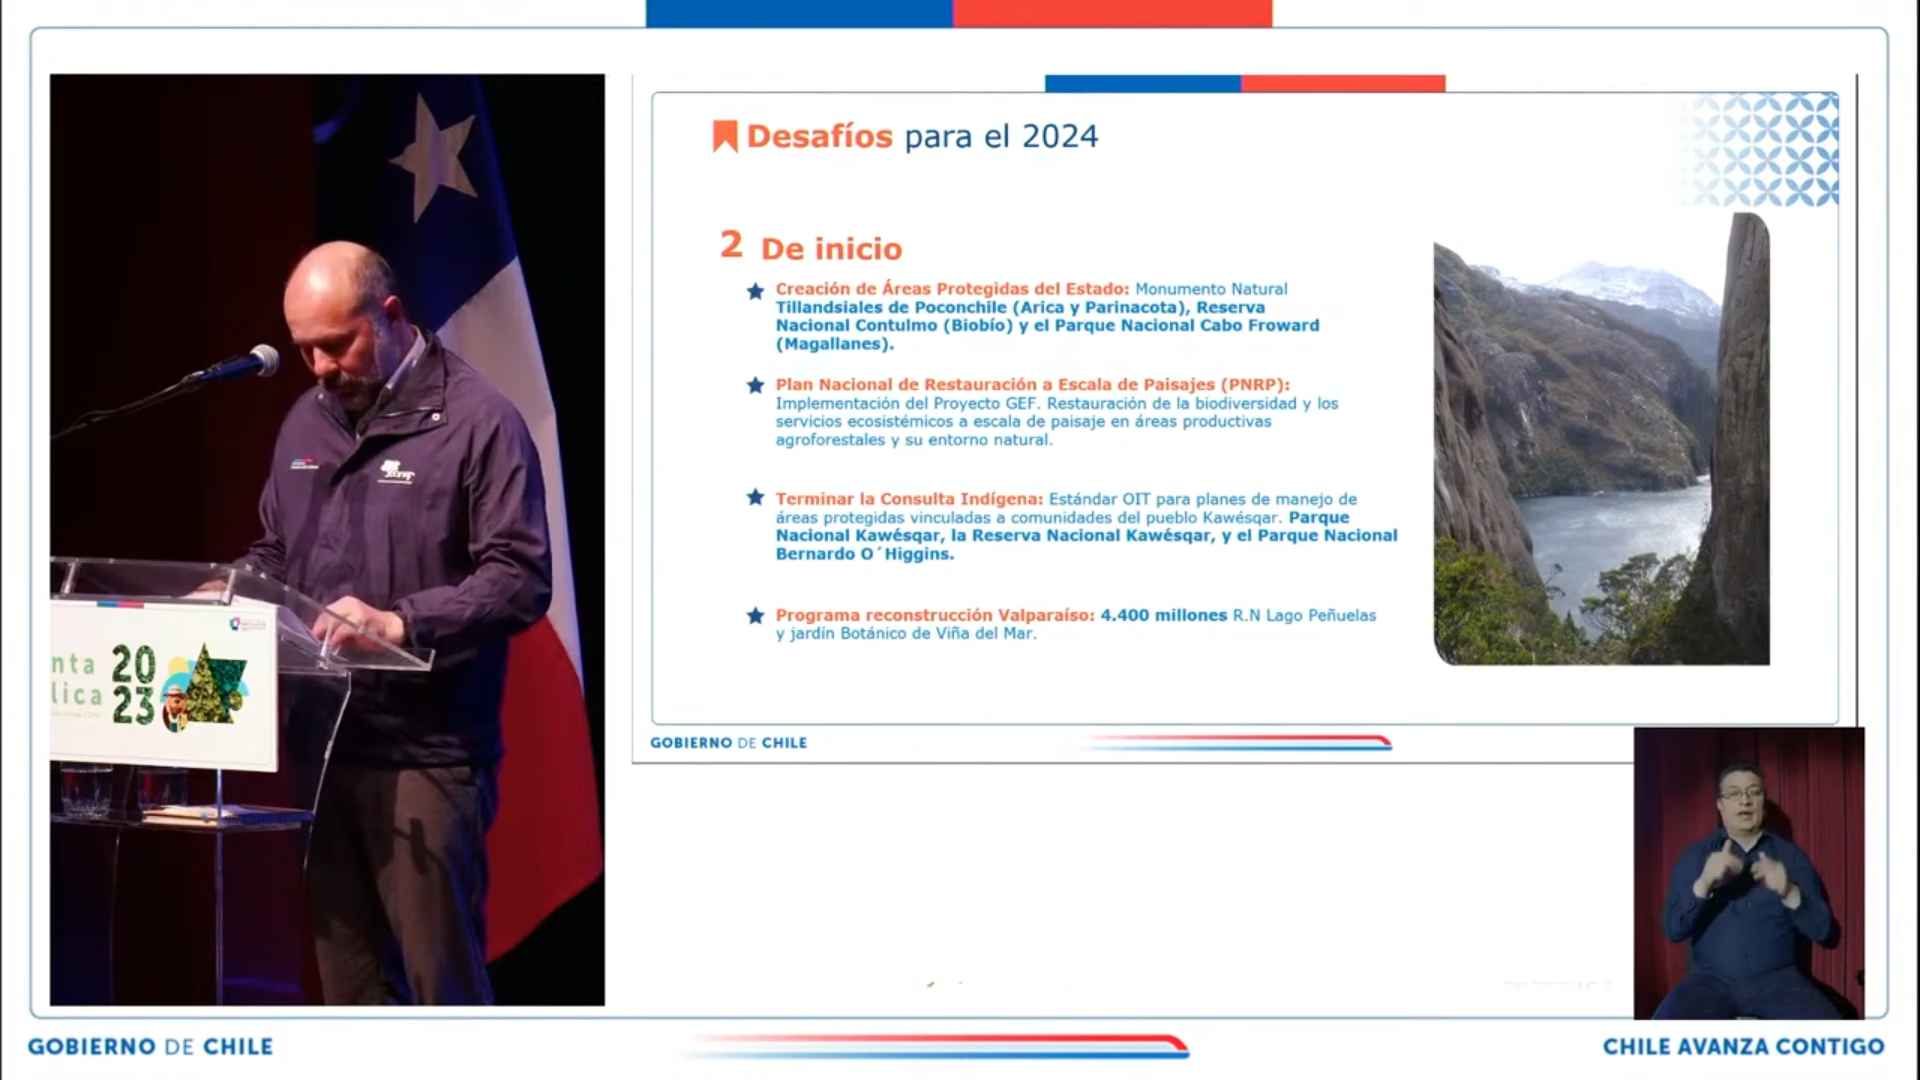 Desafíos para el 2024
2 De inicio
Creación de Áreas Protegidas del Estado: Monumento Natural
Tillandsiales de Poconchile (Arica y Parinacota), Reserva
Nacional Contulmo (Biobío) y el Parque Nacional Cabo Froward
(Magallanes).
Plan Nacional de Restauración a Escala de Paisajes (PNRP):
Implementación del Proyecto GEF. Restauración de la biodiversidad y los
servicios ecosistémicos a escala de paisaje en áreas productivas
agroforestales y su entorno natural.
Terminar la Consulta Indígena: Estándar OIT para planes de manejo de
áreas protegidas vinculadas a comunidades del pueblo Kawésqar. Parque
Nacional Kawésqar, la Reserva Nacional Kawésqar, y el Parque Nacional
Bernardo O´Higgins.
Programa reconstrucción Valparaíso: 4.400 millones R.N Lago Peñuelas
y jardín Botánico de Viña del Mar.
GOBIERNO DE CHILE
nta
lica
20
23
GOBIERNO DE CHILE
CHILE AVANZA CONTIGO